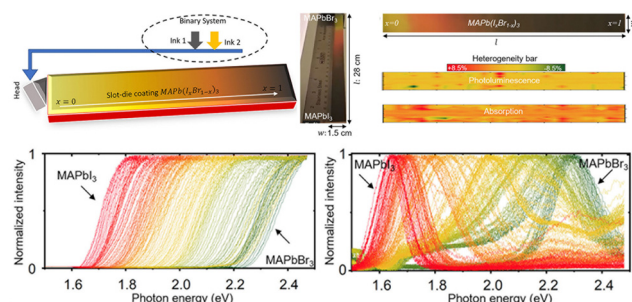 Binary System
Ink 1
Ink 2
Head
Slot-die coating MAPb(IₓBr₁₋ₓ)₃
x = 0
x = 1
MAPbBr₃
MAPbI₃
l: 28 cm
w: 1.5 cm
x=0
MAPb(IₓBr₁₋ₓ)₃
x=1
l
Heterogeneity bar
+8.5%
-8.5%
Photoluminescence
Absorption
Normalized intensity
1
0
MAPbI₃
MAPbBr₃
1.6
1.8
2.0
2.2
2.4
Photon energy (eV)
Normalized intensity
1
0
MAPbI₃
MAPbBr₃
1.6
1.8
2.0
2.2
2.4
Photon energy (eV)